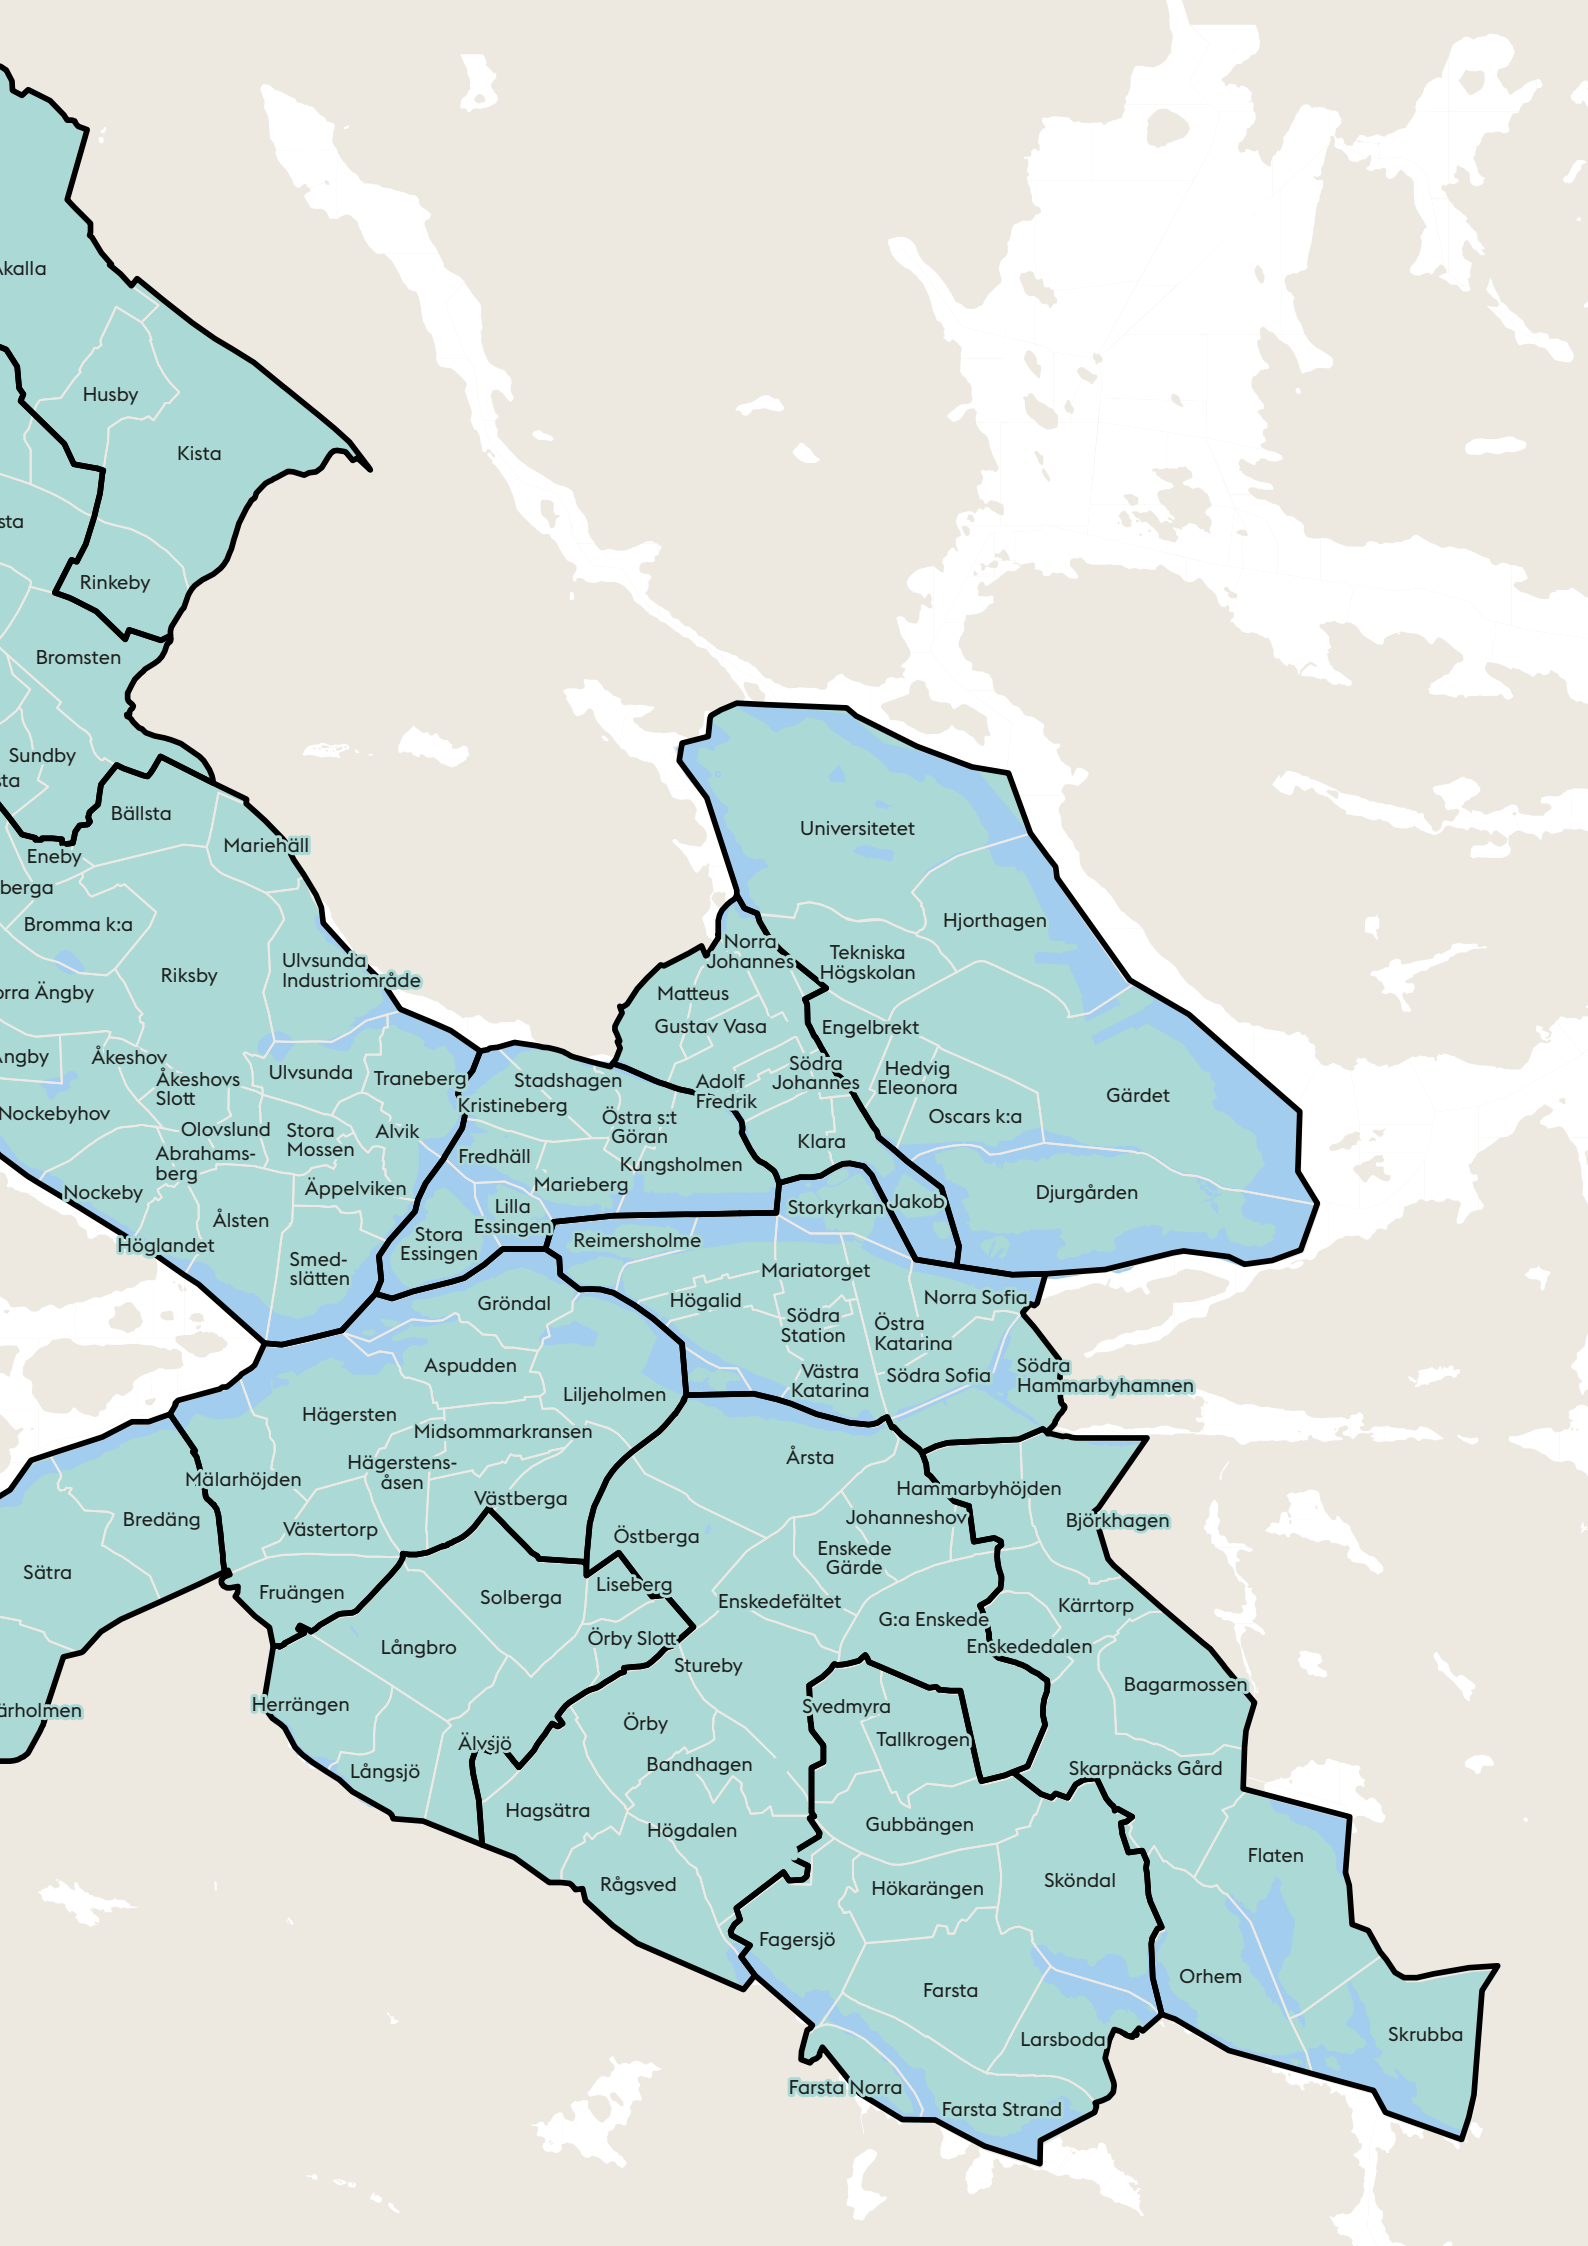 Akalla
Husby
Kista
sta
Rinkeby
Bromsten
Sundby
sta
Bällsta
Mariehäll
Eneby
berga
Bromma k:a
Ulvsunda
Industriområde
Riksby
orra Ängby
Ängby
Åkeshov
Åkeshovs
Slott
Ulvsunda
Traneberg
Nockebyhov
Olovslund
Stora
Mossen
Alvik
Abrahams-
berg
Nockeby
Äppelviken
Ålsten
Höglandet
Smed-
slätten
Universitetet
Hjorthagen
Norra
Johannes
Tekniska
Högskolan
Matteus
Gustav Vasa
Engelbrekt
Södra
Johannes
Hedvig
Eleonora
Adolf
Fredrik
Oscars k:a
Gärdet
Klara
Djurgården
Stadshagen
Kristineberg
Östra s:t
Göran
Fredhäll
Kungsholmen
Marieberg
Lilla
Essingen
Stora
Essingen
Storkyrkan
Jakob
Reimersholme
Mariatorget
Högalid
Norra Sofia
Södra
Station
Östra
Katarina
Västra
Katarina
Södra Sofia
Södra
Hammarbyhamnen
Gröndal
Aspudden
Liljeholmen
Hägersten
Midsommarkransen
Hägerstens-
åsen
Mälarhöjden
Västberga
Bredäng
Västertorp
Sätra
Fruängen
ärholmen
Årsta
Hammarbyhöjden
Johanneshov
Björkhagen
Östberga
Enskede
Gärde
Liseberg
Solberga
Enskedefältet
G:a Enskede
Kärrtorp
Örby Slott
Långbro
Enskededalen
Stureby
Bagarmossen
Herrängen
Svedmyra
Örby
Tallkrogen
Älvsjö
Långsjö
Bandhagen
Skarpnäcks Gård
Hagsätra
Högdalen
Gubbängen
Flaten
Rågsved
Hökarängen
Sköndal
Fagersjö
Orhem
Farsta
Skrubba
Larsboda
Farsta Norra
Farsta Strand